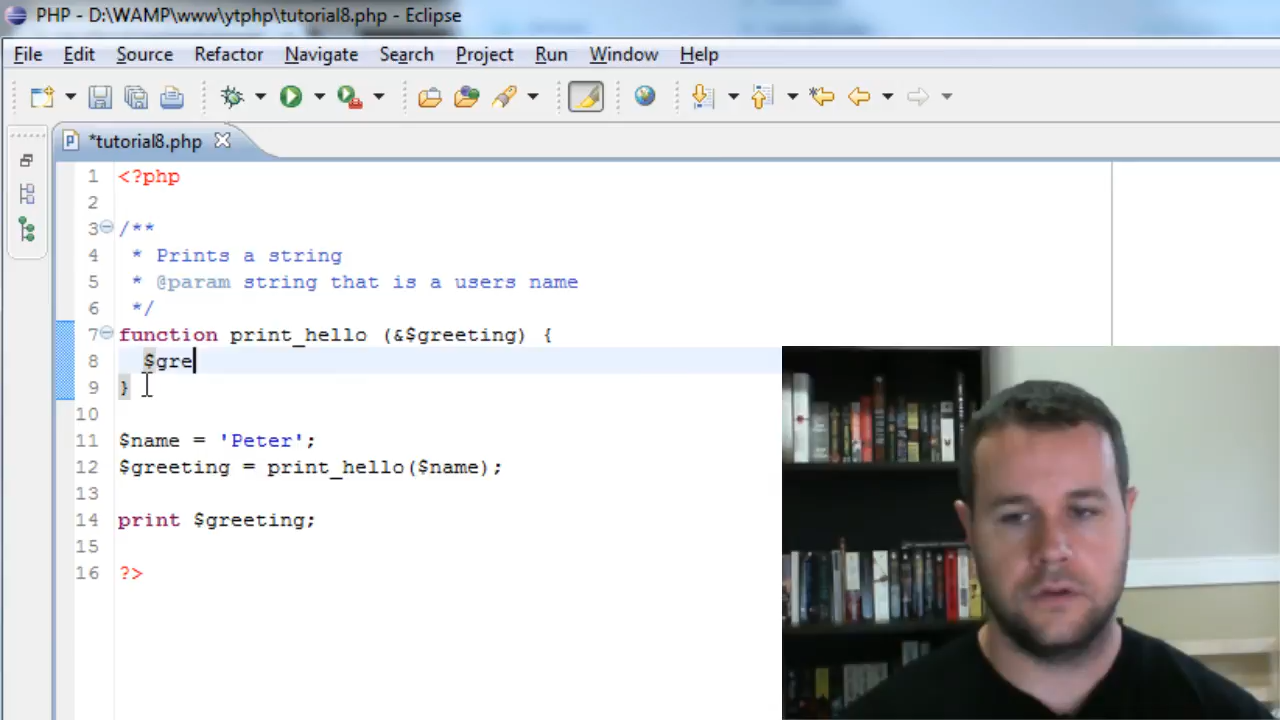 PHP - D:\WAMP\www\ytphp\tutorial8.php - Eclipse
File Edit Source Refactor Navigate Search Project Run Window Help
*tutorial8.php
1 <?php
2
3 /**
4 * Prints a string
5 * @param string that is a users name
6 */
7 function print_hello (&$greeting) {
8 $gre
9 }
10
11 $name = 'Peter';
12 $greeting = print_hello($name);
13
14 print $greeting;
15
16 ?>